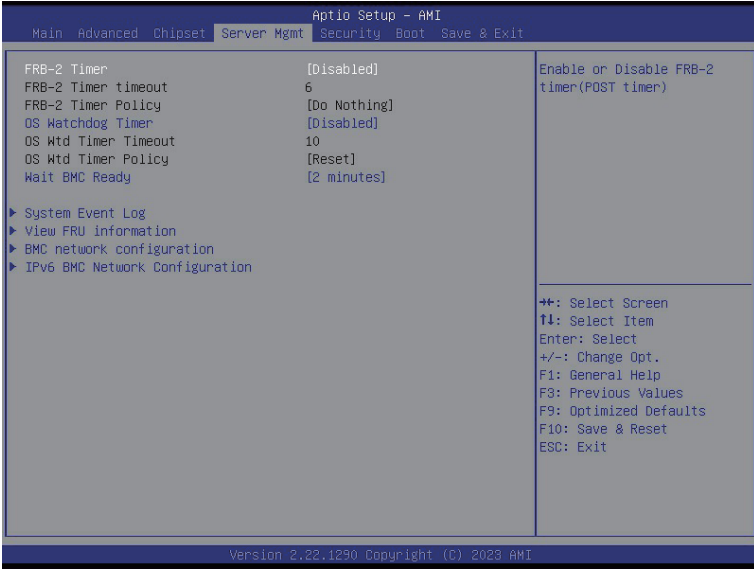 Aptio Setup - AMI
Main Advanced Chipset Server Mgmt Security Boot Save & Exit
FRB-2 Timer [Disabled]
FRB-2 Timer timeout 6
FRB-2 Timer Policy [Do Nothing]
OS Watchdog Timer [Disabled]
OS Wtd Timer Timeout 10
OS Wtd Timer Policy [Reset]
Wait BMC Ready [2 minutes]
System Event Log
View FRU information
BMC network configuration
IPv6 BMC Network Configuration
Enable or Disable FRB-2
timer(POST timer)
→←: Select Screen
↑↓: Select Item
Enter: Select
+/-: Change Opt.
F1: General Help
F3: Previous Values
F9: Optimized Defaults
F10: Save & Reset
ESC: Exit
Version 2.22.1290 Copyright (C) 2023 AMI